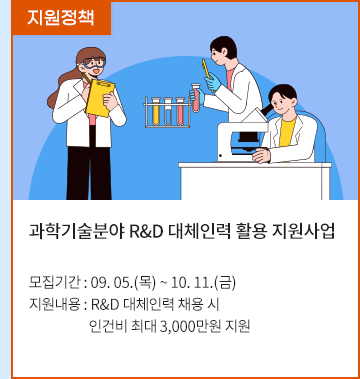 지원정책
과학기술분야 R&D 대체인력 활용 지원사업
모집기간 : 09. 05.(목) ~ 10. 11.(금)
지원내용 : R&D 대체인력 채용 시
인건비 최대 3,000만원 지원